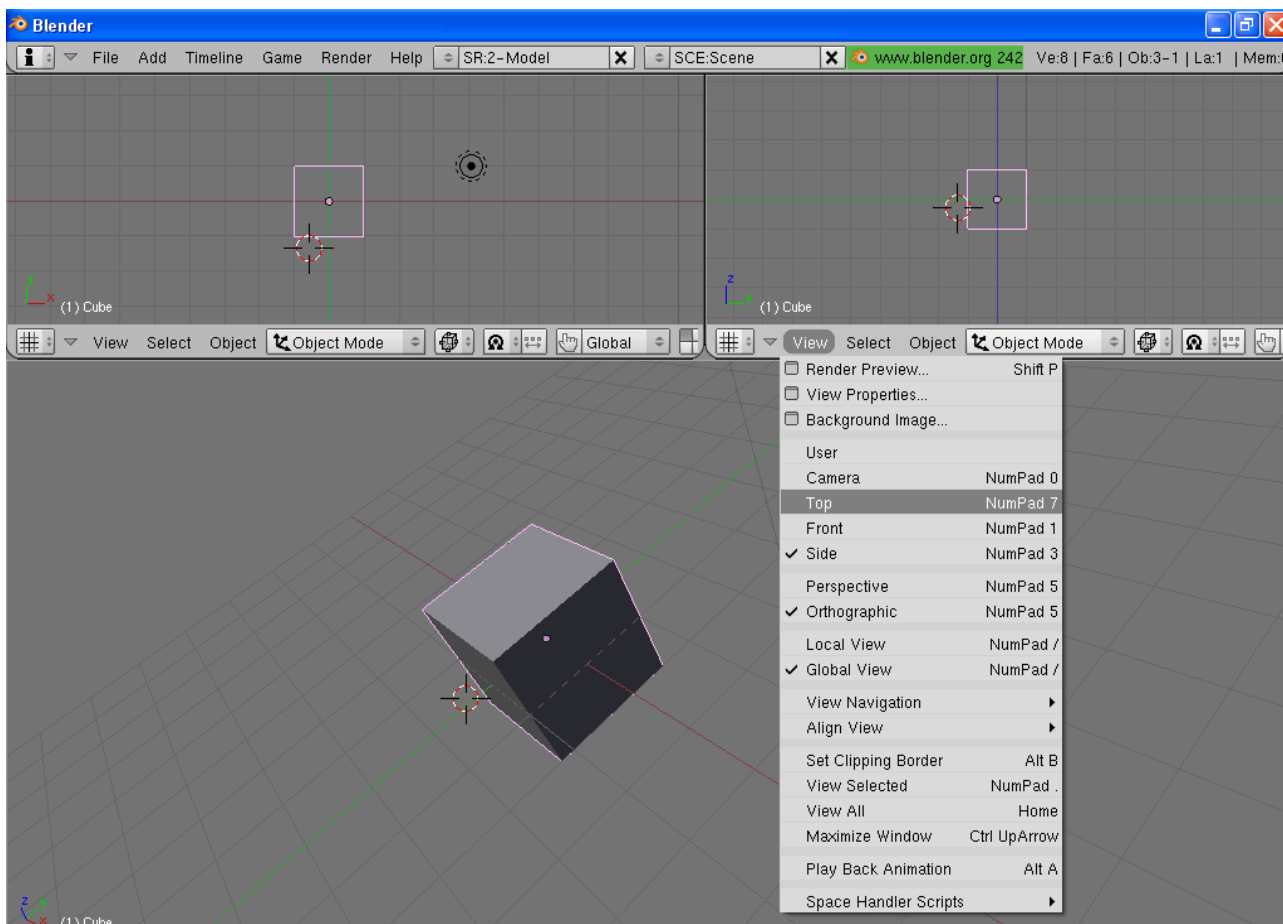 Blender
File Add Timeline Game Render Help SR:2-Model SCE:Scene www.blender.org 242 Ve:8 | Fa:6 | Ob:3-1 | La:1 | Mem:
y
x
(1) Cube
z
y
(1) Cube
View Select Object Object Mode Global
View Select Object Object Mode
Render Preview... Shift P
View Properties...
Background Image...
User
Camera NumPad 0
Top NumPad 7
Front NumPad 1
Side NumPad 3
Perspective NumPad 5
Orthographic NumPad 5
Local View NumPad /
Global View NumPad /
View Navigation
Align View
Set Clipping Border Alt B
View Selected NumPad .
View All Home
Maximize Window Ctrl UpArrow
Play Back Animation Alt A
Space Handler Scripts
z
y
x
(1) Cube